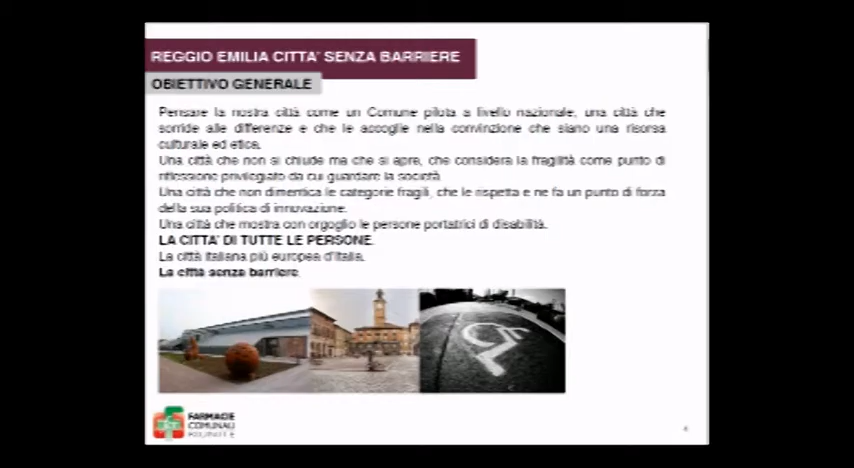 REGGIO EMILIA CITTA' SENZA BARRIERE
OBIETTIVO GENERALE
Pensare la nostra città come un Comune pilota a livello nazionale, una città che
sorride alle differenze e che le accoglie nella convinzione che siano una risorsa
culturale ed etica.
Una città che non si chiude ma che si apre, che considera la fragilità come punto di
riflessione privilegiato da cui guardare la società.
Una città che non dimentica le categorie fragili, che le rispetta e ne fa un punto di forza
della sua politica di innovazione.
Una città che mostra con orgoglio le persone portatrici di disabilità.
LA CITTA' DI TUTTE LE PERSONE.
La città italiana più europea d'Italia.
La città senza barriere.
FARMACIE
COMUNALI
RIUNITE